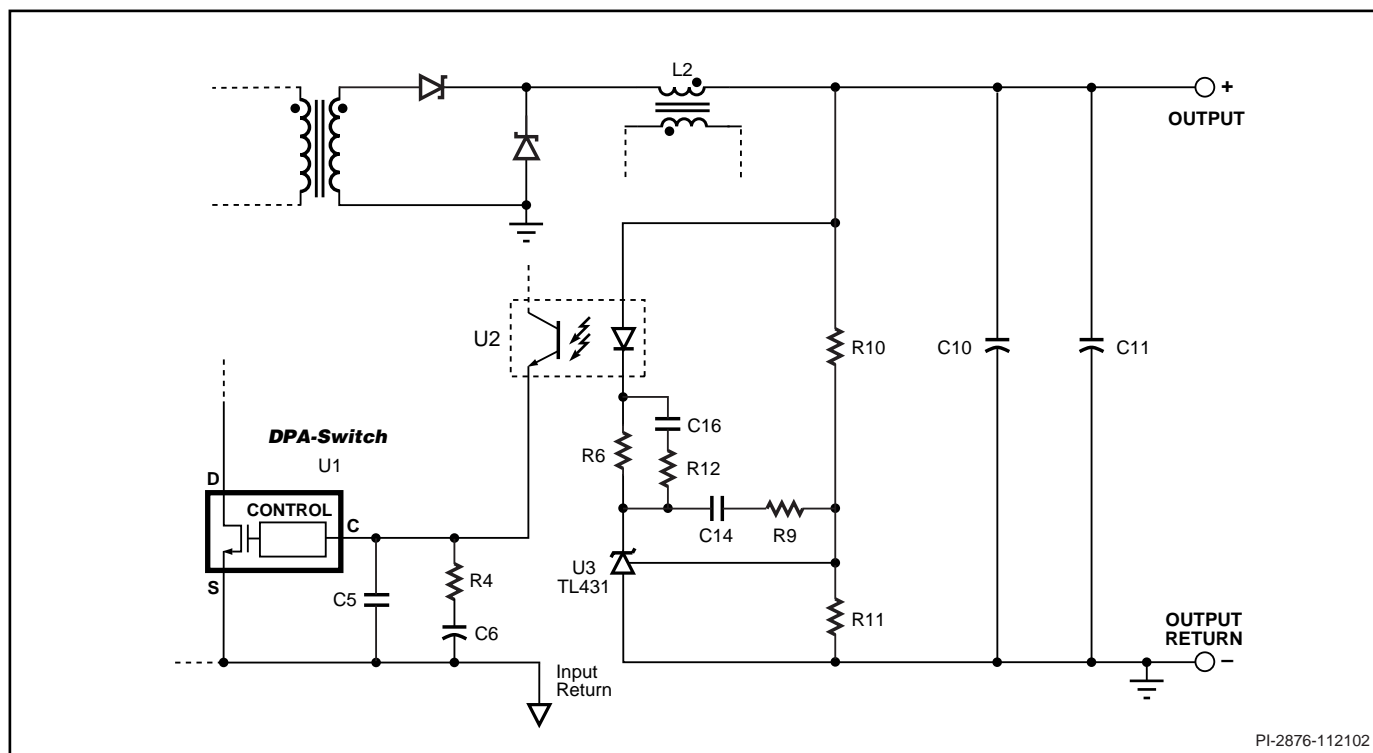 L2
+
OUTPUT
U2
R10
C10
C11
C16
DPA-Switch
U1
R6
R12
D
CONTROL
C
C14
R9
S
C5
R4
U3
TL431
C6
R11
OUTPUT
RETURN
−
Input
Return
PI-2876-112102